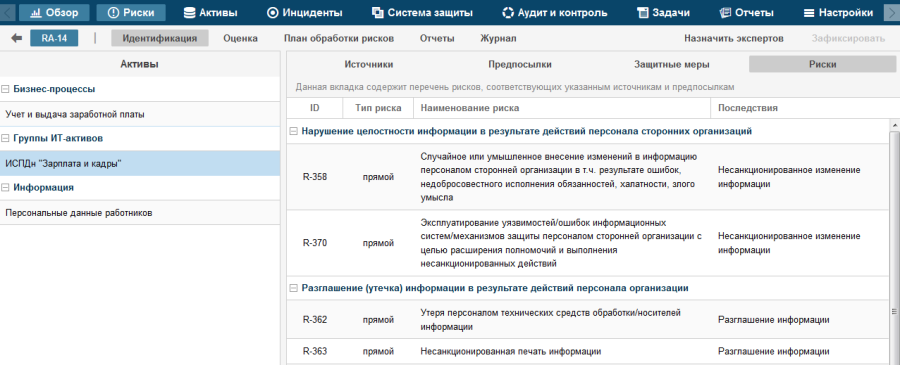 Обзор Риски Активы Инциденты Система защиты Аудит и контроль Задачи Отчеты Настройки
RA-14 | Идентификация Оценка План обработки рисков Отчеты Журнал Назначить экспертов Зафиксировать
Активы
Бизнес-процессы
Учет и выдача заработной платы
Группы ИТ-активов
ИСПДн "Зарплата и кадры"
Информация
Персональные данные работников
Источники Предпосылки Защитные меры Риски
Данная вкладка содержит перечень рисков, соответствующих указанным источникам и предпосылкам
ID Тип риска Наименование риска Последствия
Нарушение целостности информации в результате действий персонала сторонних организаций
R-358 прямой
Случайное или умышленное внесение изменений в информацию
персоналом сторонней организации в т.ч. результате ошибок,
недобросовестного исполнения обязанностей, халатности, злого
умысла
Несанкционированное изменение
информации
R-370 прямой
Эксплуатирование уязвимостей/ошибок информационных
систем/механизмов защиты персоналом сторонней организации с
целью расширения полномочий и выполнения
несанкционированных действий
Несанкционированное изменение
информации
Разглашение (утечка) информации в результате действий персонала организации
R-362 прямой
Утеря персоналом технических средств обработки/носителей
информации
Разглашение информации
R-363 прямой Несанкционированная печать информации Разглашение информации